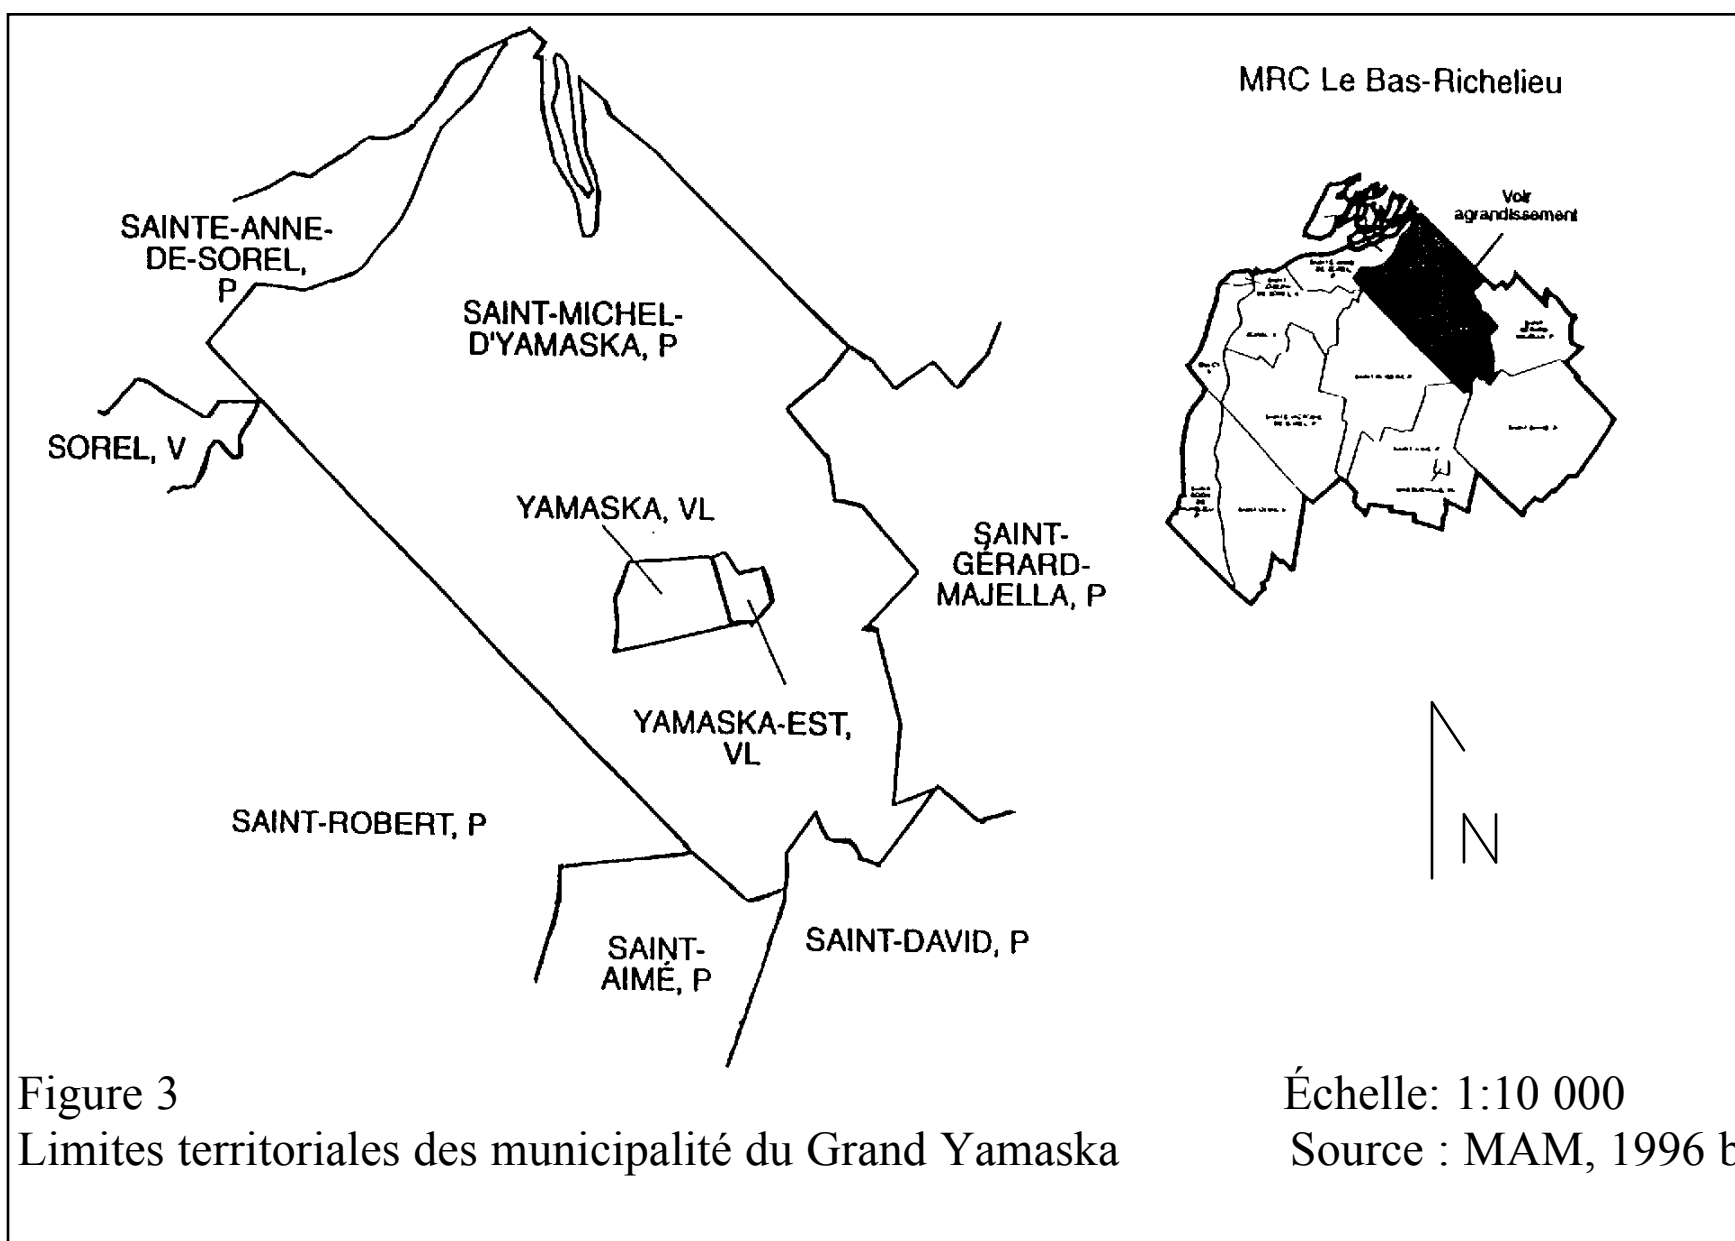 MRC Le Bas-Richelieu
Voir
agrandissement
SAINTE-ANNE-
DE-SOREL,
P
SAINT-MICHEL-
D'YAMASKA, P
SOREL, V
YAMASKA, VL
SAINT-
GÉRARD-
MAJELLA, P
YAMASKA-EST,
VL
SAINT-ROBERT, P
N
SAINT-
AIMÉ, P
SAINT-DAVID, P
Figure 3
Échelle: 1:10 000
Limites territoriales des municipalité du Grand Yamaska
Source : MAM, 1996 b